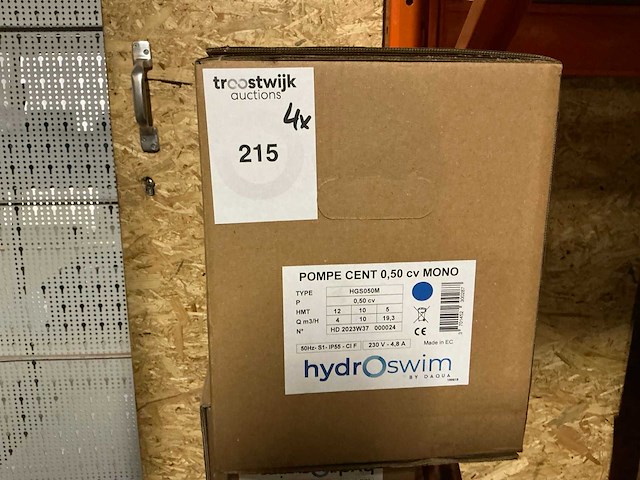 troostwijk
auctions
4x
215
POMPE CENT 0,50 cv MONO
TYPE HGS050M
P 0,50 cv
HMT 12 10 5
Q m3/H 4 10 19,3
N° HD 2023W37 000024
CE
Made in EC
50Hz- S1- IP55 - Cl F 230 V - 4,8 A
hydrOswim
BY DAQUA